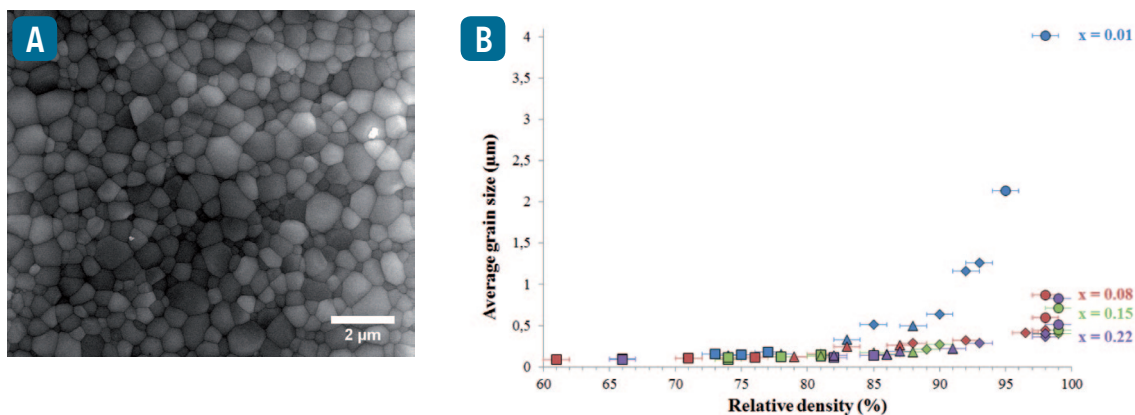 A
2 µm
B
Average grain size (µm)
4
3,5
3
2,5
2
1,5
1
0,5
0
60 65 70 75 80 85 90 95 100
Relative density (%)
x = 0.01
x = 0.08
x = 0.15
x = 0.22